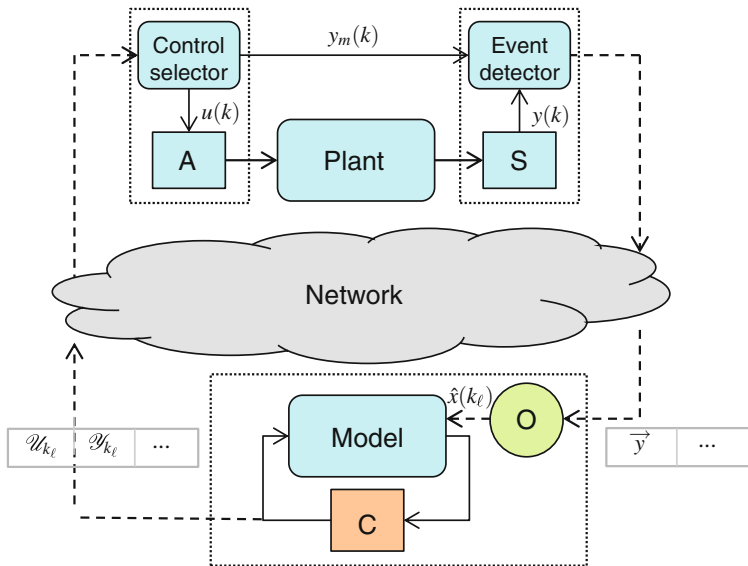 Control
selector
y_m(k)
Event
detector
u(k)
y(k)
A
Plant
S
Network
x̂(k_ℓ)
O
Model
𝒰_{k_ℓ} 𝒴_{k_ℓ} ...
y⃗ ...
C